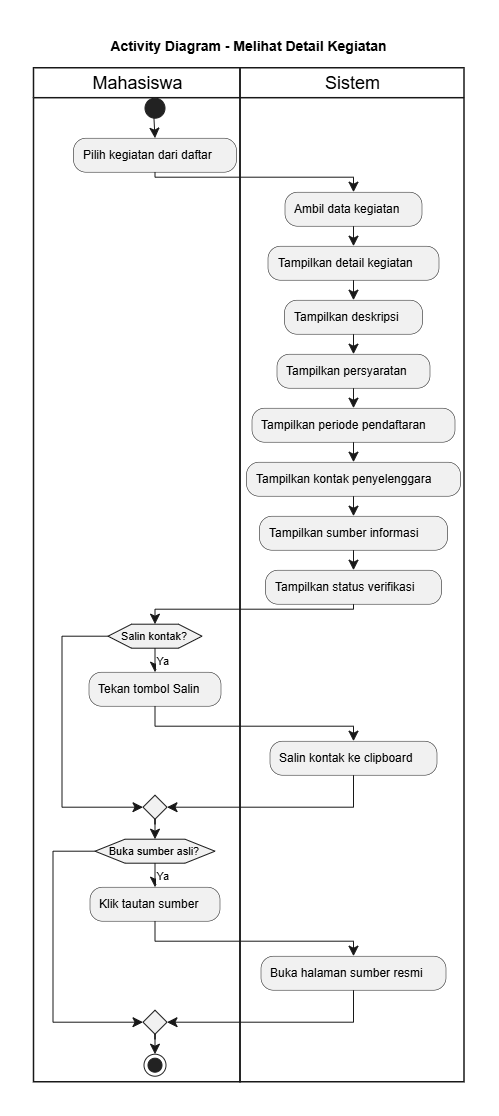 Activity Diagram - Melihat Detail Kegiatan
Mahasiswa
Sistem
Pilih kegiatan dari daftar
Ambil data kegiatan
Tampilkan detail kegiatan
Tampilkan deskripsi
Tampilkan persyaratan
Tampilkan periode pendaftaran
Tampilkan kontak penyelenggara
Tampilkan sumber informasi
Tampilkan status verifikasi
Salin kontak?
Ya
Tekan tombol Salin
Salin kontak ke clipboard
Buka sumber asli?
Ya
Klik tautan sumber
Buka halaman sumber resmi